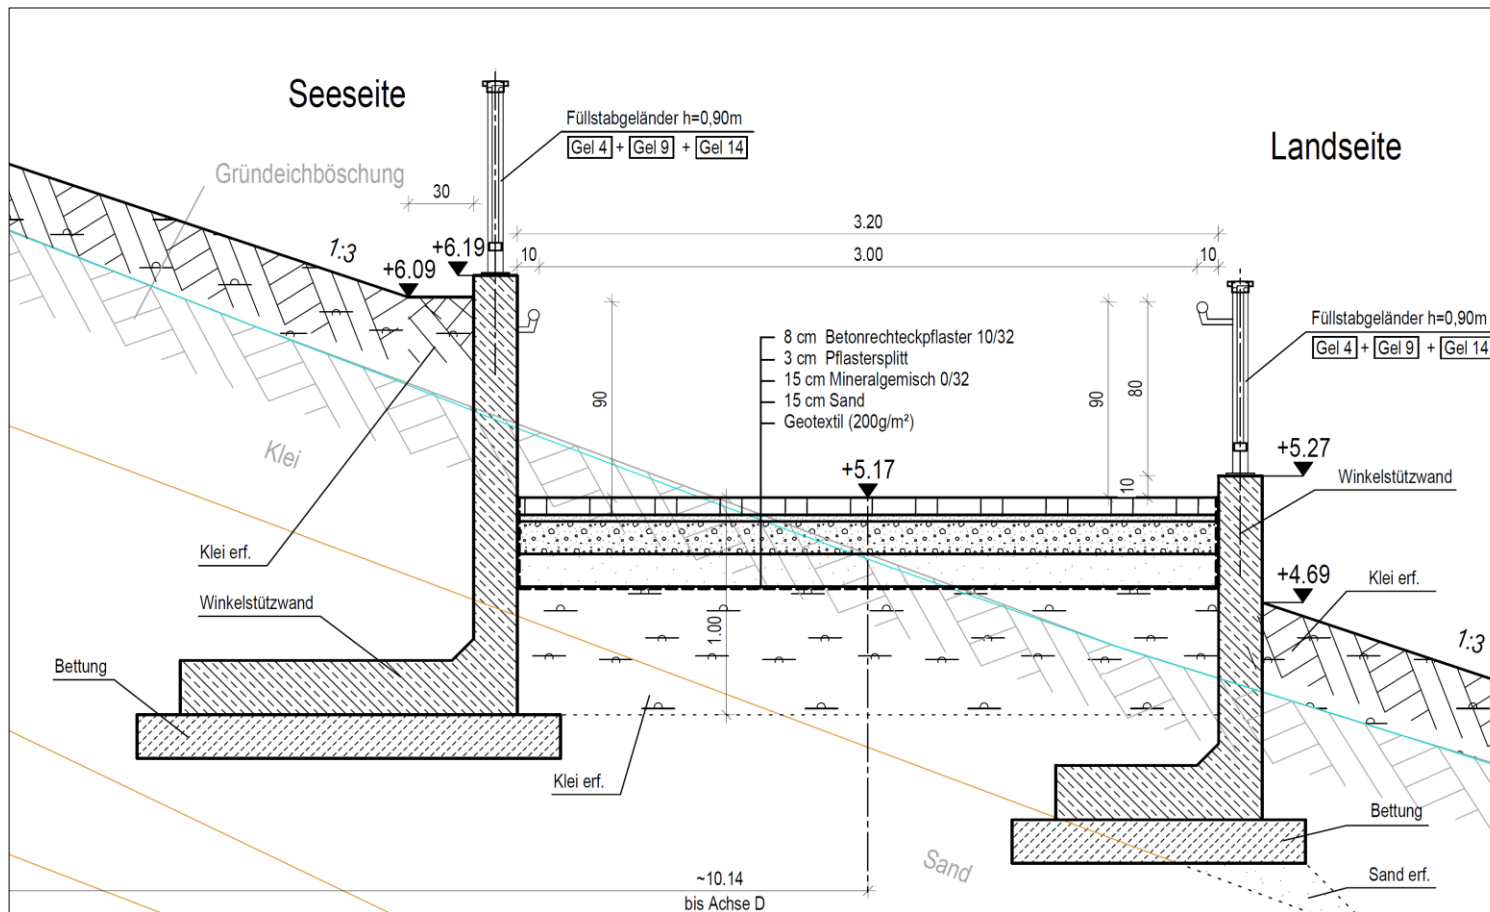 Seeseite
Landseite
Füllstabgeländer h=0,90m
Gel 4 + Gel 9 + Gel 14
Gründeichböschung
30
1:3
+6.19
+6.09
3.20
10
3.00
10
Füllstabgeländer h=0,90m
Gel 4 + Gel 9 + Gel 14
8 cm Betonrechteckpflaster 10/32
3 cm Pflastersplitt
15 cm Mineralgemisch 0/32
15 cm Sand
Geotextil (200g/m²)
90
90
80
10
Klei
+5.17
+5.27
Winkelstützwand
Klei erf.
+4.69
Klei erf.
Winkelstützwand
1.00
1:3
Bettung
Klei erf.
Bettung
Sand
Sand erf.
~10.14
bis Achse D